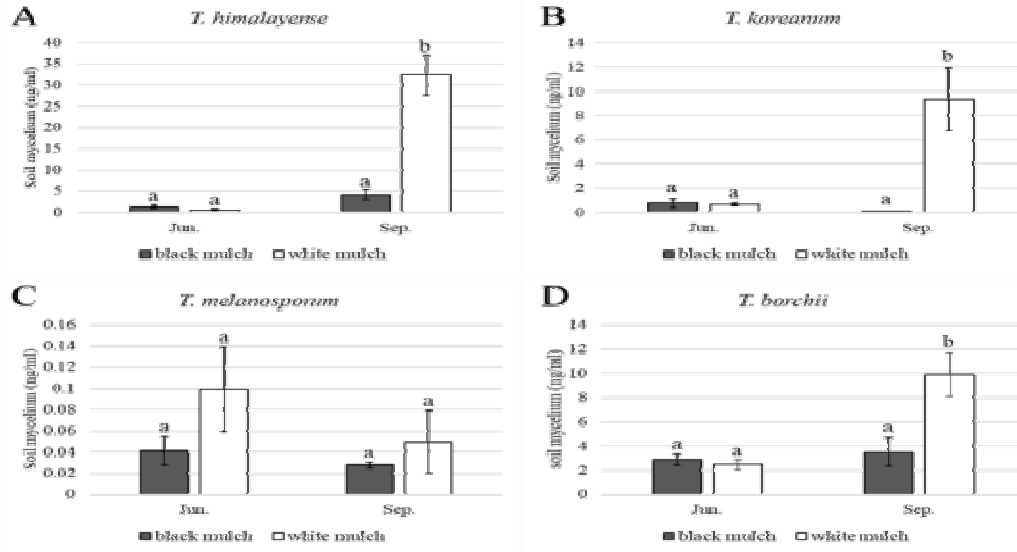 A
T. himalayense
Soil mycelium (ng/ml)
40
35
30
25
20
15
10
5
0
a
a
a
b
Jun.
Sep.
black mulch
white mulch
B
T. koreanum
Soil mycelium (ng/ml)
14
12
10
8
6
4
2
0
a
a
a
b
Jun.
Sep.
black mulch
white mulch
C
T. melanosporum
Soil mycelium (ng/ml)
0.16
0.14
0.12
0.1
0.08
0.06
0.04
0.02
0
a
a
a
a
Jun.
Sep.
black mulch
white mulch
D
T. borchii
soil mycelium (ng/ml)
14
12
10
8
6
4
2
0
a
a
a
b
Jun.
Sep.
black mulch
white mulch